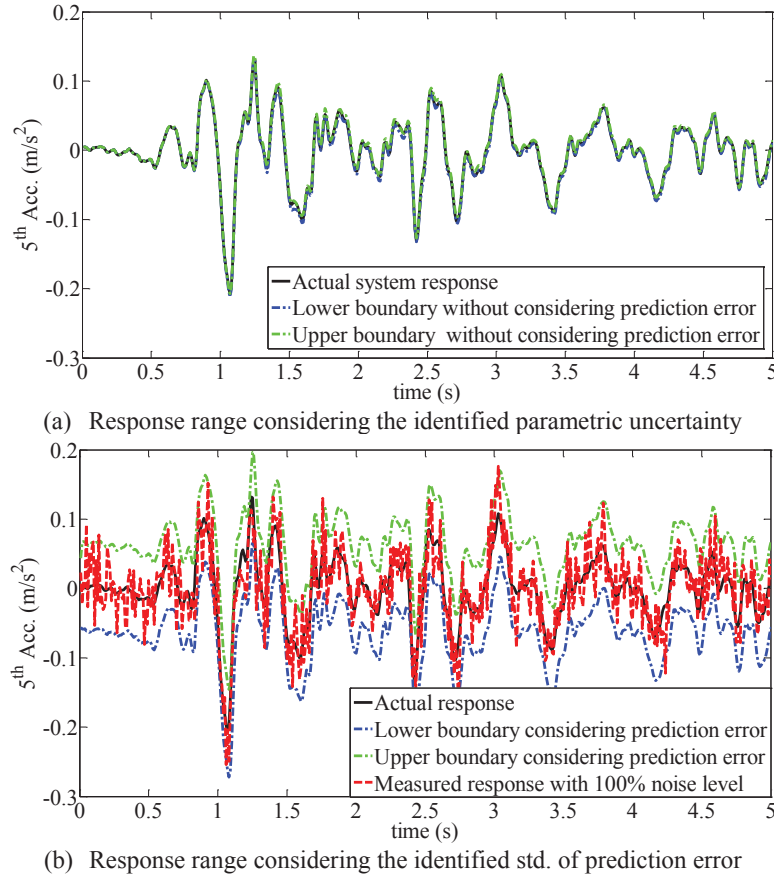 0.2
0.1
0
-0.1
-0.2
-0.3
5th Acc. (m/s2)
Actual system response
Lower boundary without considering prediction error
Upper boundary without considering prediction error
0 0.5 1 1.5 2 2.5 3 3.5 4 4.5 5
time (s)
(a) Response range considering the identified parametric uncertainty
0.2
0.1
0
-0.1
-0.2
-0.3
5th Acc. (m/s2)
Actual response
Lower boundary considering prediction error
Upper boundary considering prediction error
Measured response with 100% noise level
0 0.5 1 1.5 2 2.5 3 3.5 4 4.5 5
time (s)
(b) Response range considering the identified std. of prediction error